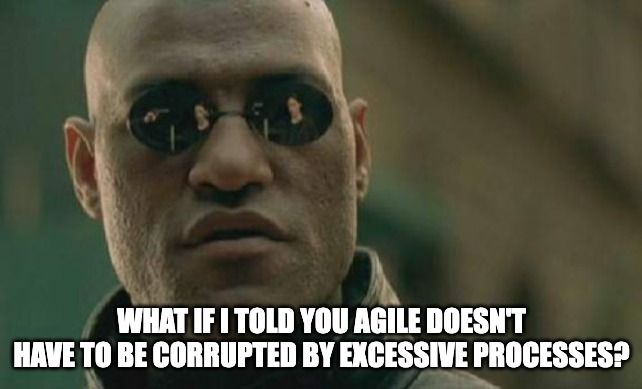 WHAT IF I TOLD YOU AGILE DOESN'T
HAVE TO BE CORRUPTED BY EXCESSIVE PROCESSES?